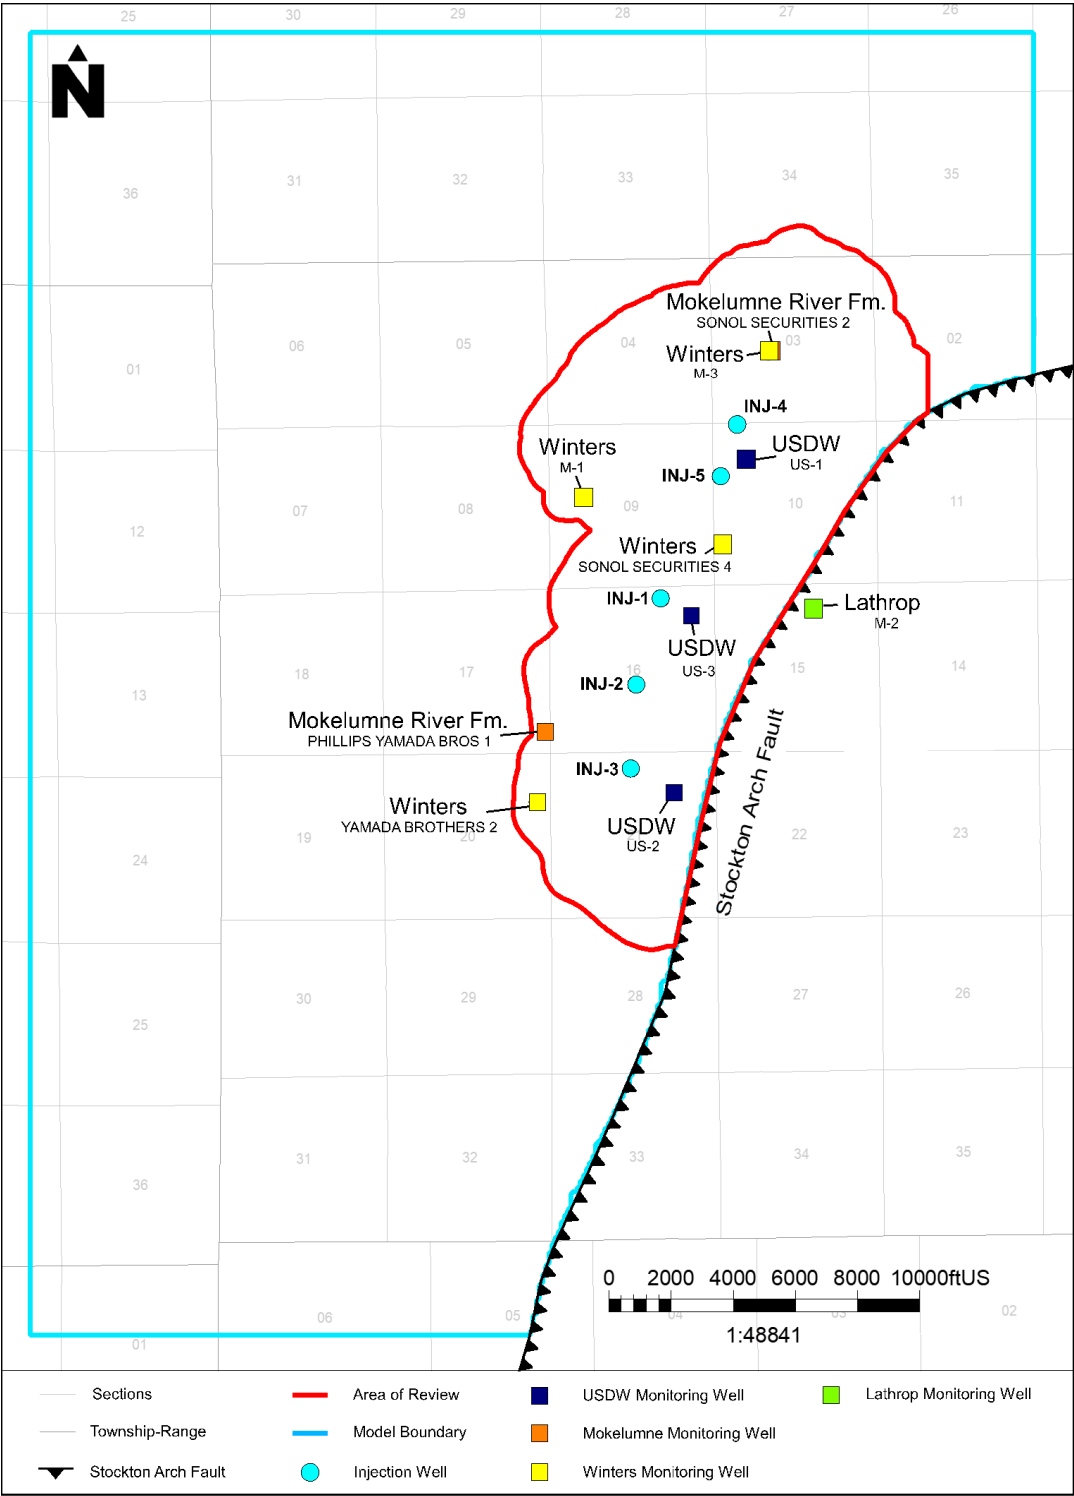 25 30 29 28 27 26
N
36 31 32 33 34 35
Mokelumne River Fm.
SONOL SECURITIES 2
01 06 05 04 03 02
Winters
M-3
INJ-4
Winters
M-1
USDW
US-1
INJ-5
12 07 08 09 10 11
Winters
SONOL SECURITIES 4
INJ-1
Lathrop
M-2
USDW
US-3
13 18 17 16 15 14
INJ-2
Mokelumne River Fm.
PHILLIPS YAMADA BROS 1
Stockton Arch Fault
INJ-3
Winters
YAMADA BROTHERS 2
USDW
US-2
24 19 20 22 23
25 30 29 28 27 26
36 31 32 33 34 35
0 2000 4000 6000 8000 10000ftUS
01 06 05 04 03 02
1:48841
Sections
Area of Review
USDW Monitoring Well
Lathrop Monitoring Well
Township-Range
Model Boundary
Mokelumne Monitoring Well
Stockton Arch Fault
Injection Well
Winters Monitoring Well